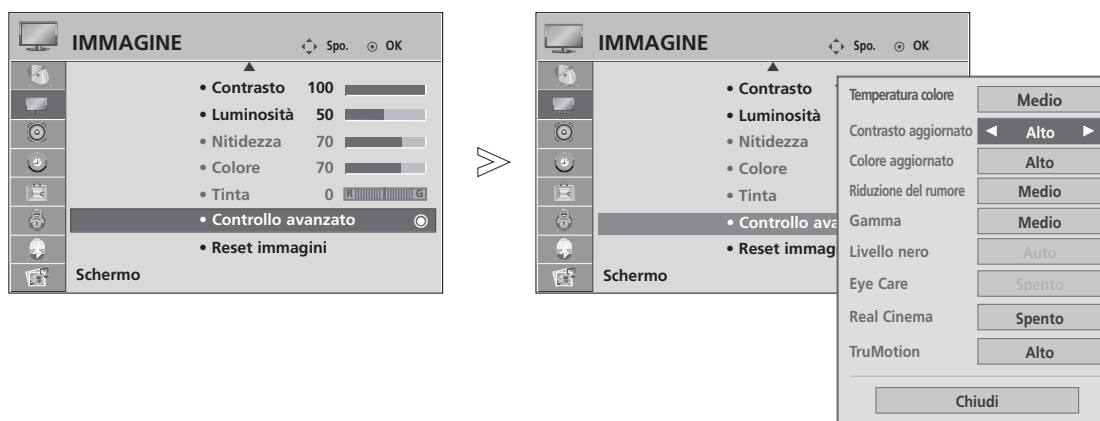 IMMAGINE
Spo. OK
• Contrasto 100
• Luminosità 50
• Nitidezza 70
• Colore 70
• Tinta 0 R G
• Controllo avanzato
• Reset immagini
Schermo
IMMAGINE
Spo. OK
• Contrasto
• Luminosità
• Nitidezza
• Colore
• Tinta
• Controllo ava
• Reset immag
Schermo
Temperatura colore Medio
Contrasto aggiornato Alto
Colore aggiornato Alto
Riduzione del rumore Medio
Gamma Medio
Livello nero Auto
Eye Care Spento
Real Cinema Spento
TruMotion Alto
Chiudi